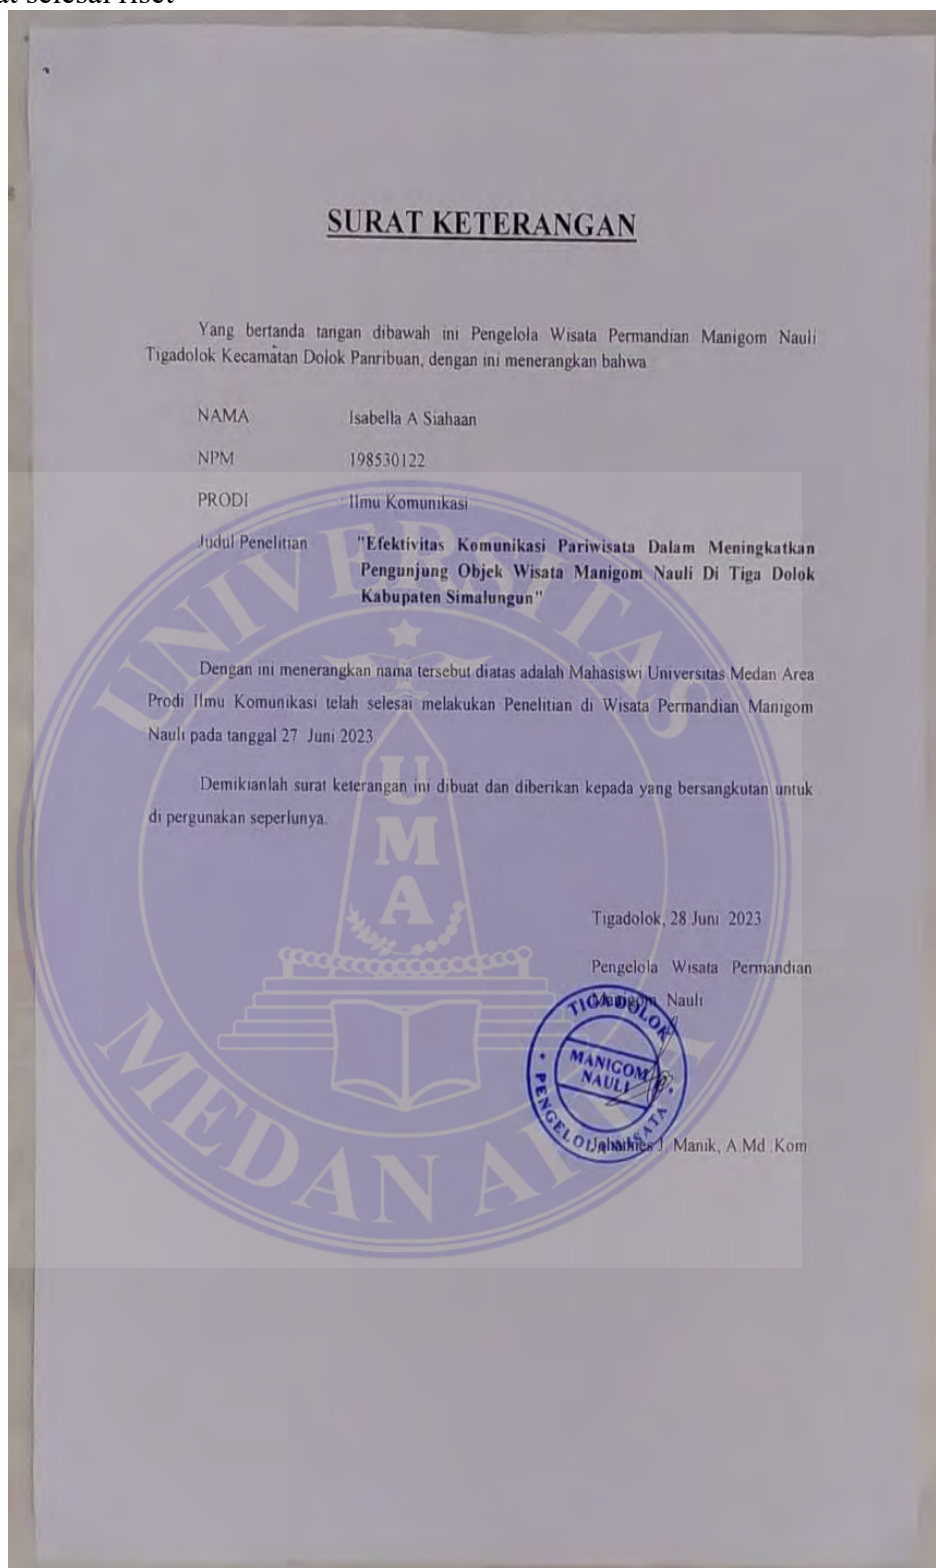 at selesai riset
SURAT KETERANGAN
Yang bertanda tangan dibawah ini Pengelola Wisata Permandian Manigom Nauli
Tigadolok Kecamatan Dolok Panribuan, dengan ini menerangkan bahwa
NAMA Isabella A Siahaan
NPM 198530122
PRODI Ilmu Komunikasi
Judul Penelitian "Efektivitas Komunikasi Pariwisata Dalam Meningkatkan
Pengunjung Objek Wisata Manigom Nauli Di Tiga Dolok
Kabupaten Simalungun"
Dengan ini menerangkan nama tersebut diatas adalah Mahasiswi Universitas Medan Area
Prodi Ilmu Komunikasi telah selesai melakukan Penelitian di Wisata Permandian Manigom
Nauli pada tanggal 27 Juni 2023
Demikianlah surat keterangan ini dibuat dan diberikan kepada yang bersangkutan untuk
di pergunakan seperlunya.
Tigadolok, 28 Juni 2023
Pengelola Wisata Permandian
Manigom Nauli
TIGADOLOK
MANIGOM
NAULI
PENGELOLA WISATA
J. Manik, A.Md.Kom
UNIVERSITAS
UMA
MEDAN AREA